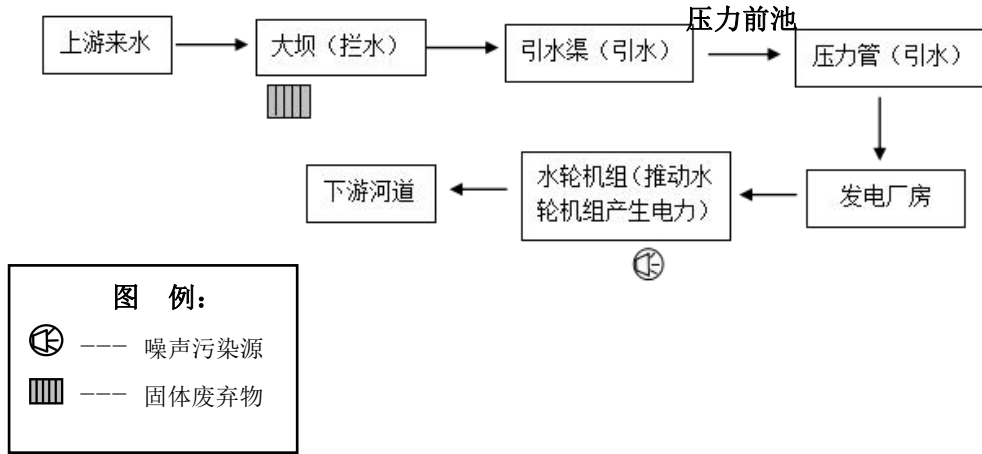 上游来水
大坝（拦水）
引水渠（引水）
压力前池
压力管（引水）
发电厂房
水轮机组（推动水
轮机组产生电力）
下游河道
图 例：
--- 噪声污染源
--- 固体废弃物